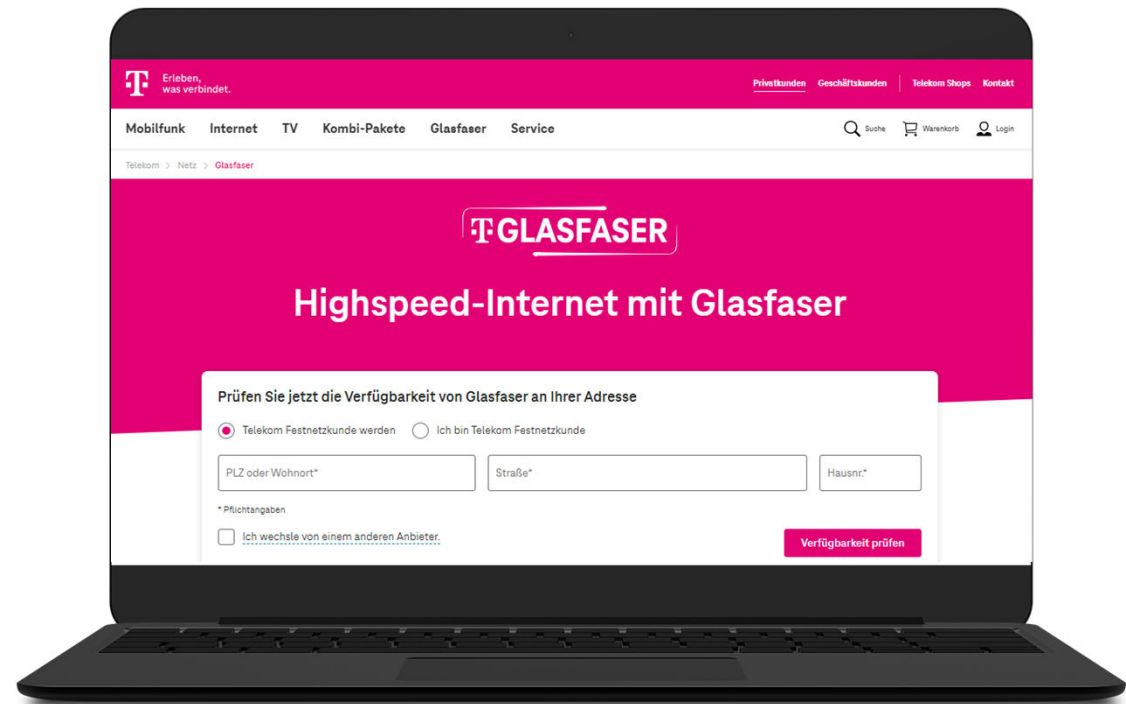 T Erleben,
was verbindet.
Privatkunden Geschäftskunden Telekom Shops Kontakt
Mobilfunk Internet TV Kombi-Pakete Glasfaser Service
Suche Warenkorb Login
Telekom > Netz > Glasfaser
T GLASFASER
Highspeed-Internet mit Glasfaser
Prüfen Sie jetzt die Verfügbarkeit von Glasfaser an Ihrer Adresse
Telekom Festnetzkunde werden Ich bin Telekom Festnetzkunde
PLZ oder Wohnort* Straße* Hausnr.*
* Pflichtangaben
Ich wechsle von einem anderen Anbieter.
Verfügbarkeit prüfen